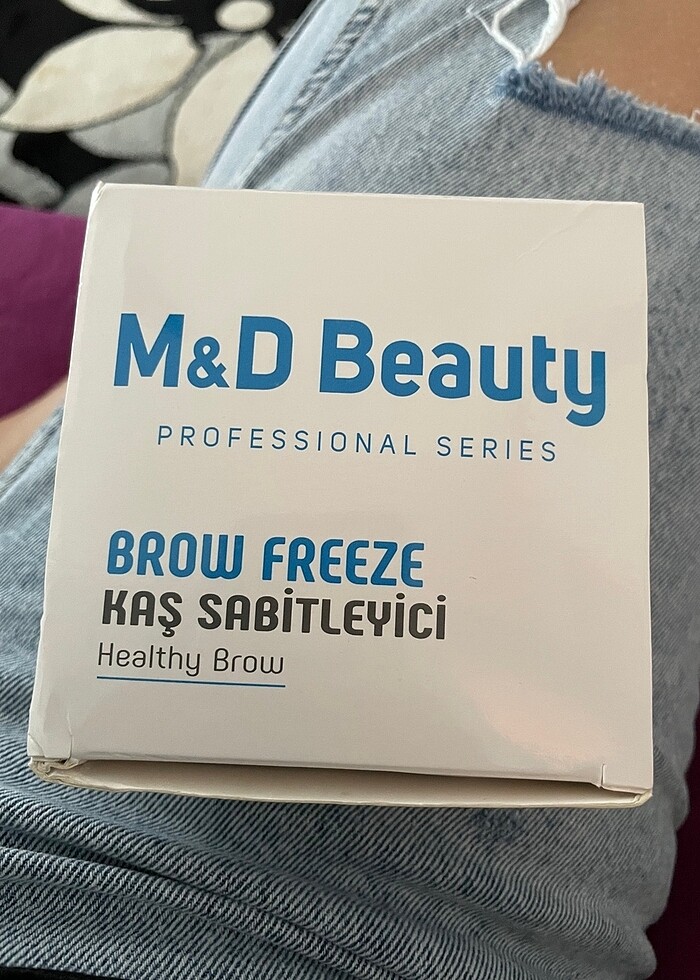 M&D Beauty
PROFESSIONAL SERIES
BROW FREEZE
KAŞ SABİTLEYİCİ
Healthy Brow